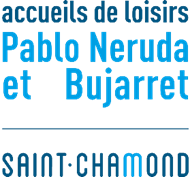 accueils de loisirs
Pablo Neruda
et Bujarret
SAINT·CHAMOND